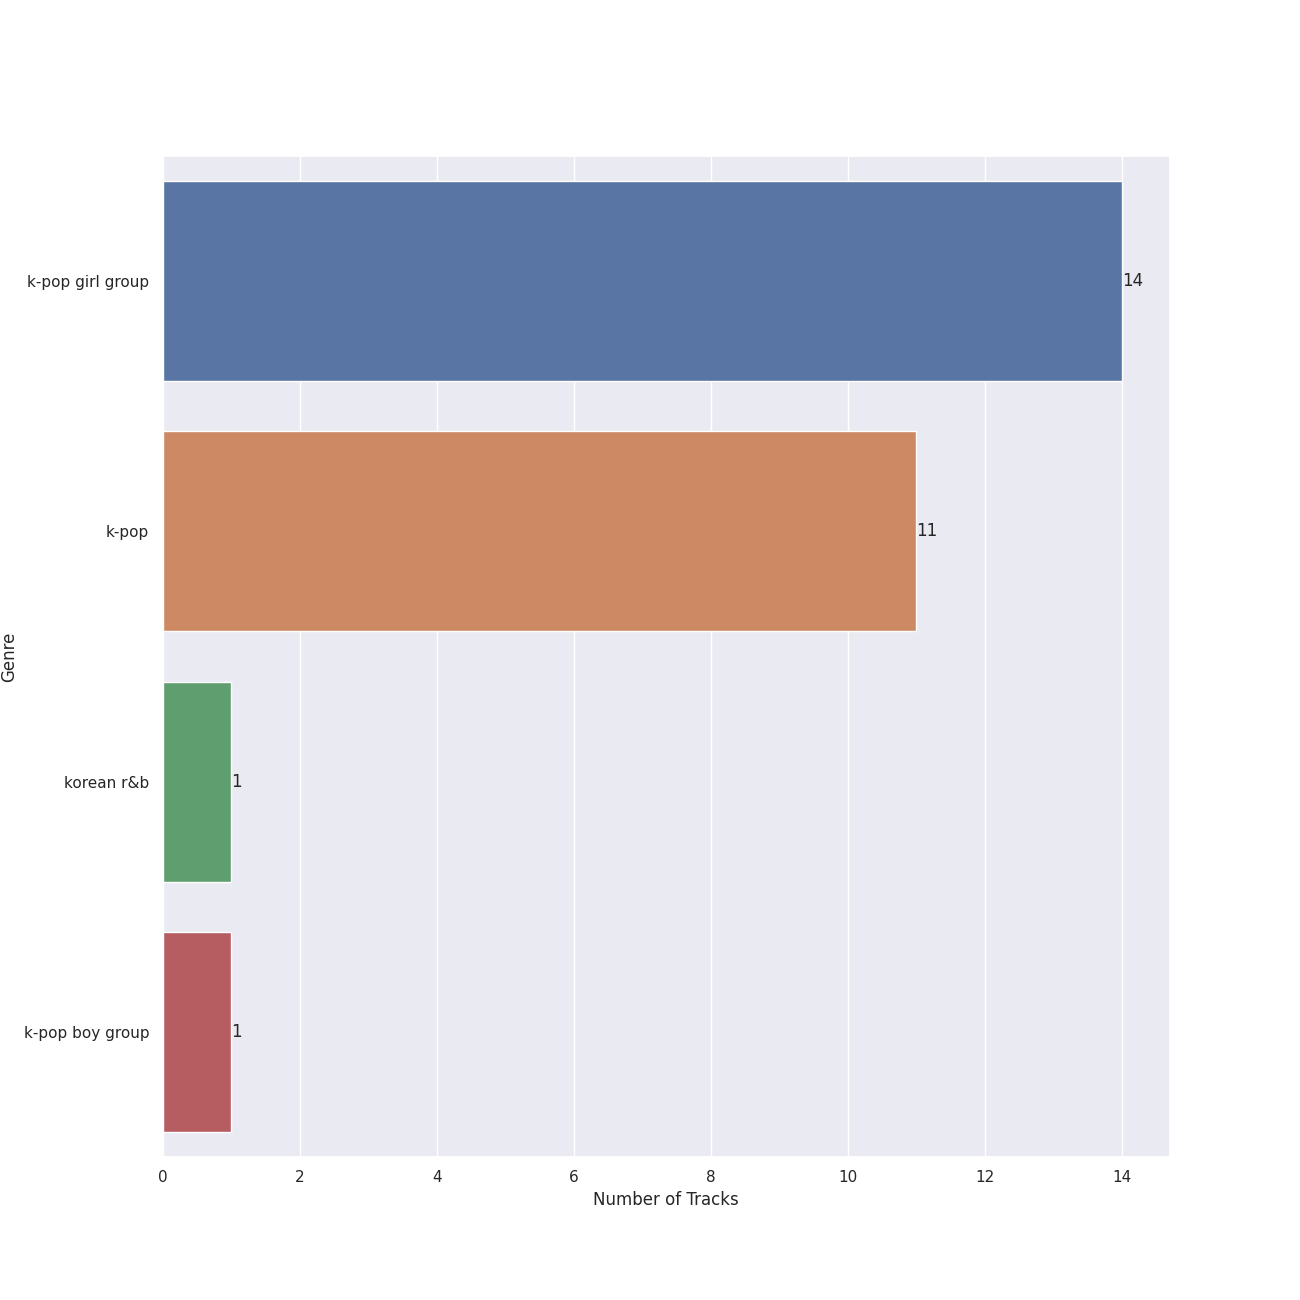 k-pop girl group
14
k-pop
11
Genre
korean r&b
1
k-pop boy group
1
0 2 4 6 8 10 12 14
Number of Tracks